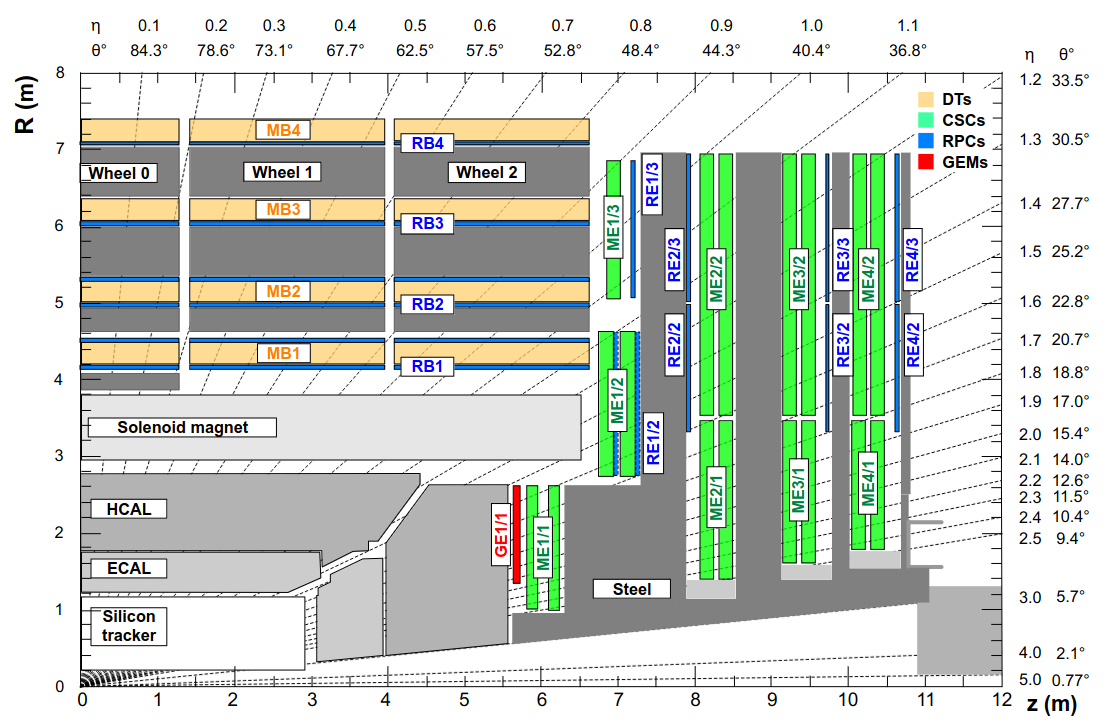 η 0.1 0.2 0.3 0.4 0.5 0.6 0.7 0.8 0.9 1.0 1.1
θ° 84.3° 78.6° 73.1° 67.7° 62.5° 57.5° 52.8° 48.4° 44.3° 40.4° 36.8°
η θ°
R (m)
8
7
6
5
4
3
2
1
0
1.2 33.5°
1.3 30.5°
1.4 27.7°
1.5 25.2°
1.6 22.8°
1.7 20.7°
1.8 18.8°
1.9 17.0°
2.0 15.4°
2.1 14.0°
2.2 12.6°
2.3 11.5°
2.4 10.4°
2.5 9.4°
3.0 5.7°
4.0 2.1°
5.0 0.77°
DTs
CSCs
RPCs
GEMs
MB4
RB4
Wheel 0
Wheel 1
Wheel 2
MB3
RB3
MB2
RB2
MB1
RB1
Solenoid magnet
HCAL
ECAL
Silicon
tracker
Steel
GE1/1
ME1/1
ME1/2
ME1/3
RE1/3
RE1/2
RE2/3
RE2/2
ME2/2
ME2/1
ME3/2
ME3/1
RE3/3
RE3/2
ME4/2
ME4/1
RE4/3
RE4/2
0 1 2 3 4 5 6 7 8 9 10 11 12
z (m)